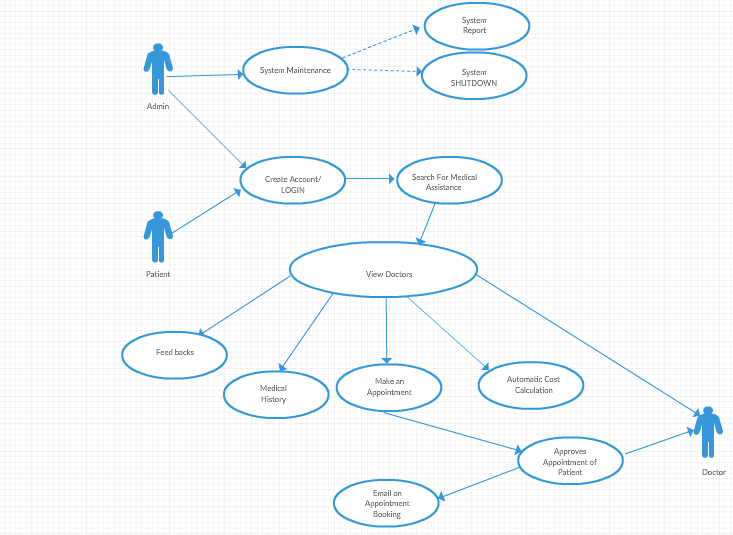 System
Report
System Maintenance
System
SHUTDOWN
Admin
Create Account/
LOGIN
Search For Medical
Assistance
Patient
View Doctors
Feed backs
Medical
History
Make an
Appointment
Automatic Cost
Calculation
Approves
Appointment of
Patient
Doctor
Email on
Appointment
Booking